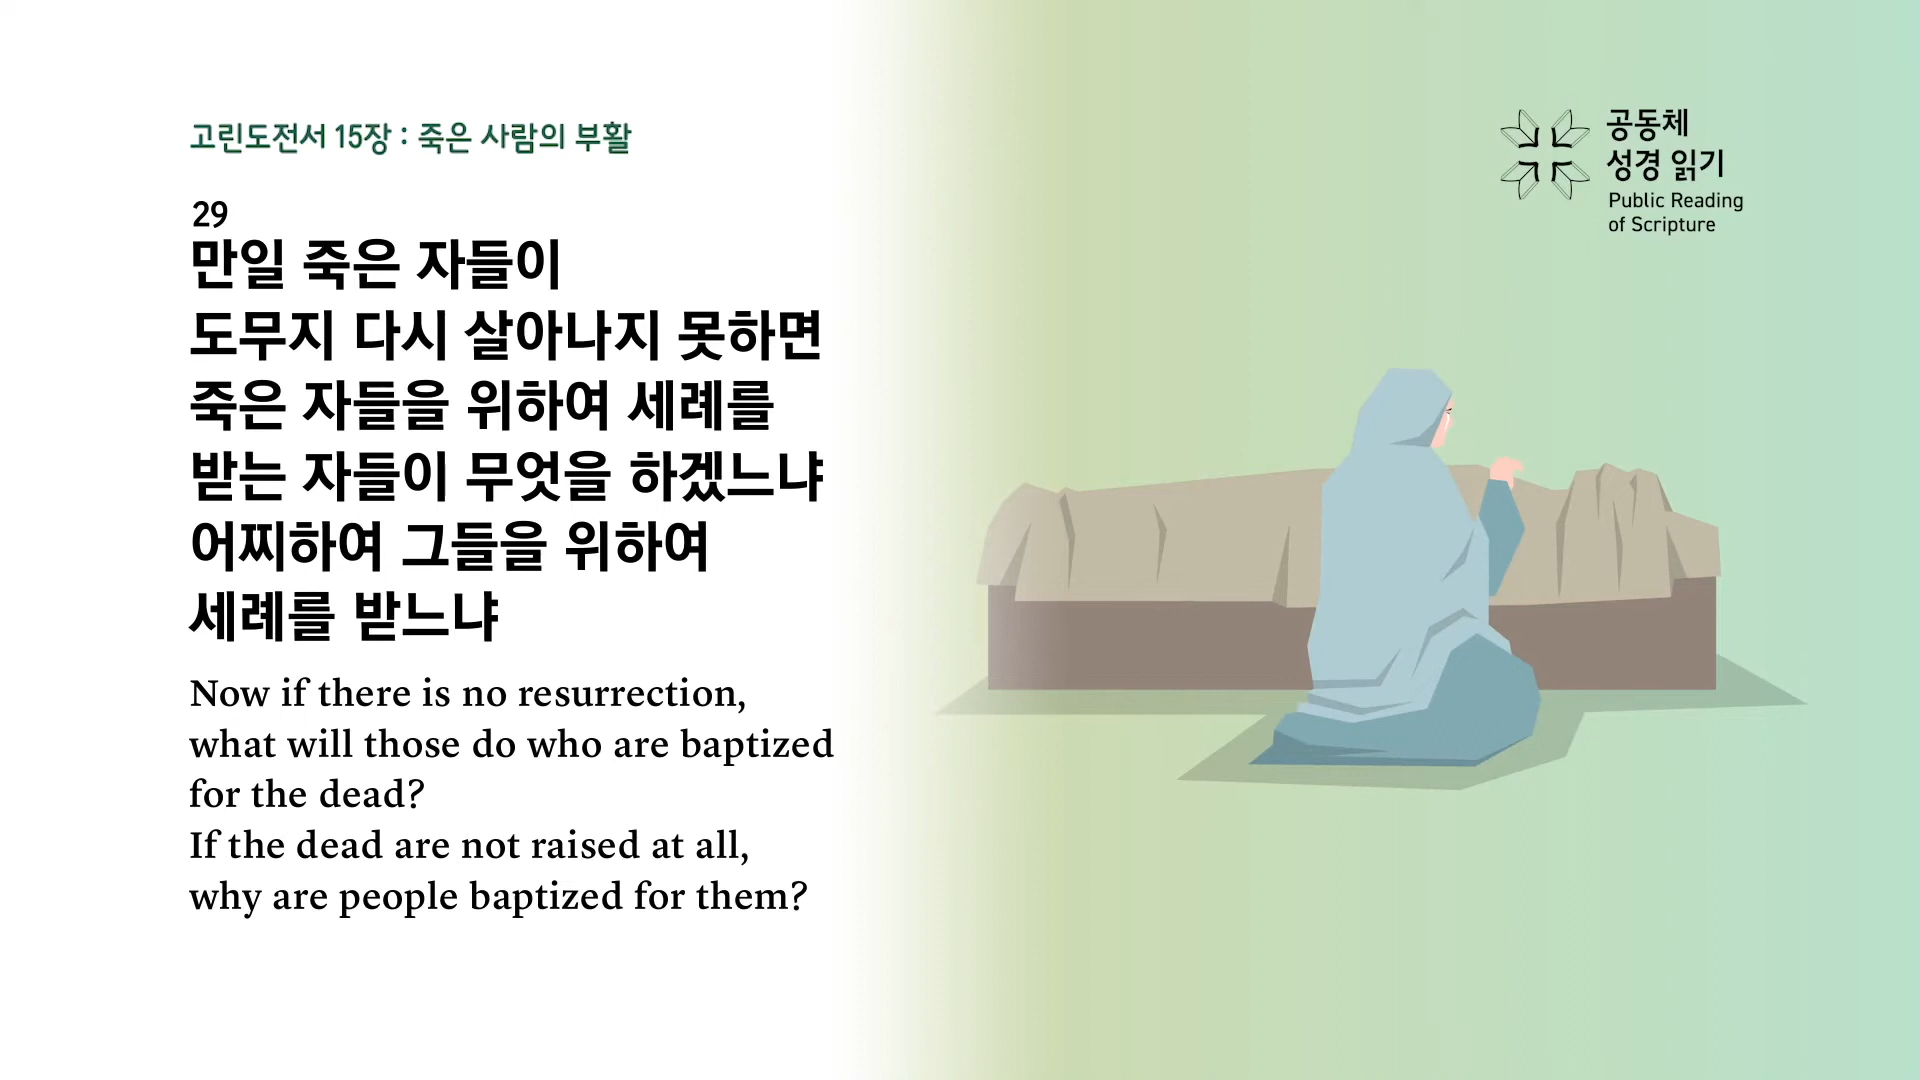 고린도전서 15장 : 죽은 사람의 부활
공동체
성경 읽기
Public Reading
of Scripture
29
만일 죽은 자들이
도무지 다시 살아나지 못하면
죽은 자들을 위하여 세례를
받는 자들이 무엇을 하겠느냐
어찌하여 그들을 위하여
세례를 받느냐
Now if there is no resurrection,
what will those do who are baptized
for the dead?
If the dead are not raised at all,
why are people baptized for them?